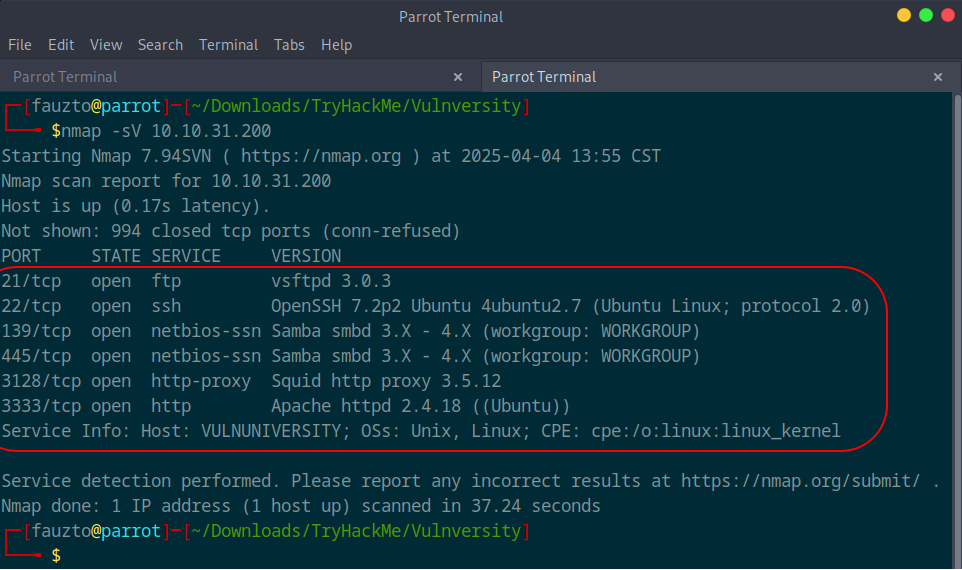 Parrot Terminal
File Edit View Search Terminal Tabs Help
Parrot Terminal × Parrot Terminal ×
[fauzto@parrot]─[~/Downloads/TryHackMe/Vulnversity]
$nmap -sV 10.10.31.200
Starting Nmap 7.94SVN ( https://nmap.org ) at 2025-04-04 13:55 CST
Nmap scan report for 10.10.31.200
Host is up (0.17s latency).
Not shown: 994 closed tcp ports (conn-refused)
PORT     STATE SERVICE     VERSION
21/tcp   open  ftp         vsftpd 3.0.3
22/tcp   open  ssh         OpenSSH 7.2p2 Ubuntu 4ubuntu2.7 (Ubuntu Linux; protocol 2.0)
139/tcp  open  netbios-ssn Samba smbd 3.X - 4.X (workgroup: WORKGROUP)
445/tcp  open  netbios-ssn Samba smbd 3.X - 4.X (workgroup: WORKGROUP)
3128/tcp open  http-proxy  Squid http proxy 3.5.12
3333/tcp open  http        Apache httpd 2.4.18 ((Ubuntu))
Service Info: Host: VULNUNIVERSITY; OSs: Unix, Linux; CPE: cpe:/o:linux:linux_kernel
Service detection performed. Please report any incorrect results at https://nmap.org/submit/ .
Nmap done: 1 IP address (1 host up) scanned in 37.24 seconds
[fauzto@parrot]─[~/Downloads/TryHackMe/Vulnversity]
$